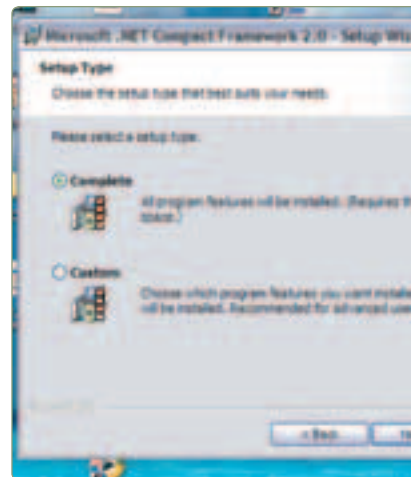 Microsoft .NET Compact Framework 2.0 - Setup Wiz
Setup Type
Choose the setup type that best suits your needs.
Please select a setup type.
Complete
All program features will be installed. (Requires th
space.)
Custom
Choose which program features you want installe
will be installed. Recommended for advanced user
< Back